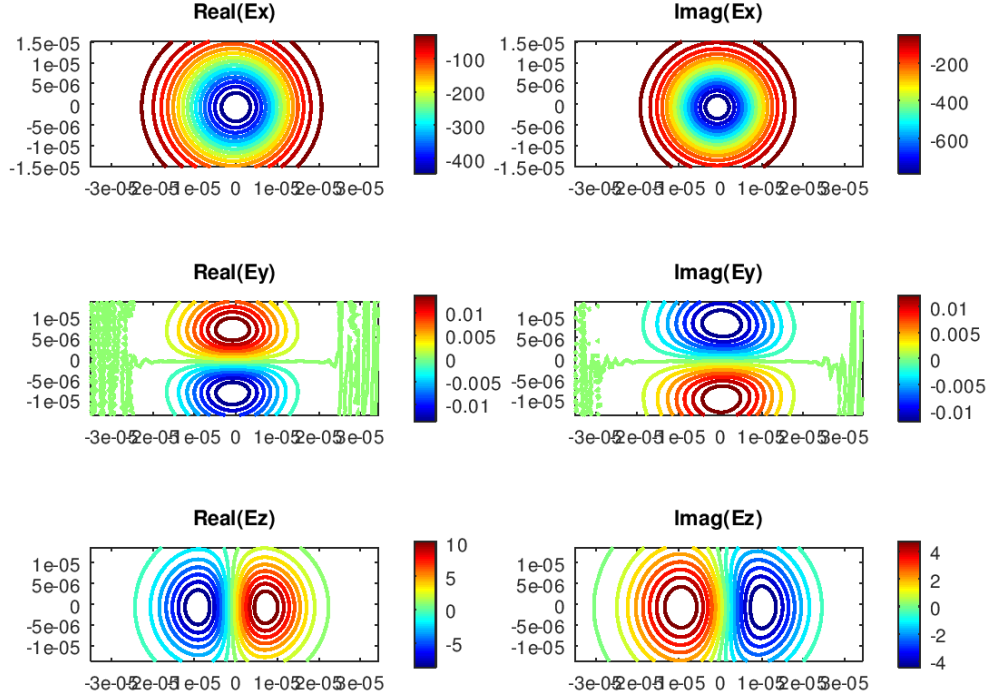 Real(Ex)
Imag(Ex)
1.5e-05
1e-05
5e-06
0
-5e-06
-1e-05
-1.5e-05
-3e-05
-2e-05
-1e-05
0
1e-05
2e-05
3e-05
-100
-200
-300
-400
1.5e-05
1e-05
5e-06
0
-5e-06
-1e-05
-1.5e-05
-3e-05
-2e-05
-1e-05
0
1e-05
2e-05
3e-05
-200
-400
-600
Real(Ey)
Imag(Ey)
1e-05
5e-06
0
-5e-06
-1e-05
-3e-05
-2e-05
-1e-05
0
1e-05
2e-05
3e-05
0.01
0.005
0
-0.005
-0.01
1e-05
5e-06
0
-5e-06
-1e-05
-3e-05
-2e-05
-1e-05
0
1e-05
2e-05
3e-05
0.01
0.005
0
-0.005
-0.01
Real(Ez)
Imag(Ez)
1e-05
5e-06
0
-5e-06
-1e-05
-3e-05
-2e-05
-1e-05
0
1e-05
2e-05
3e-05
10
5
0
-5
1e-05
5e-06
0
-5e-06
-1e-05
-3e-05
-2e-05
-1e-05
0
1e-05
2e-05
3e-05
4
2
0
-2
-4